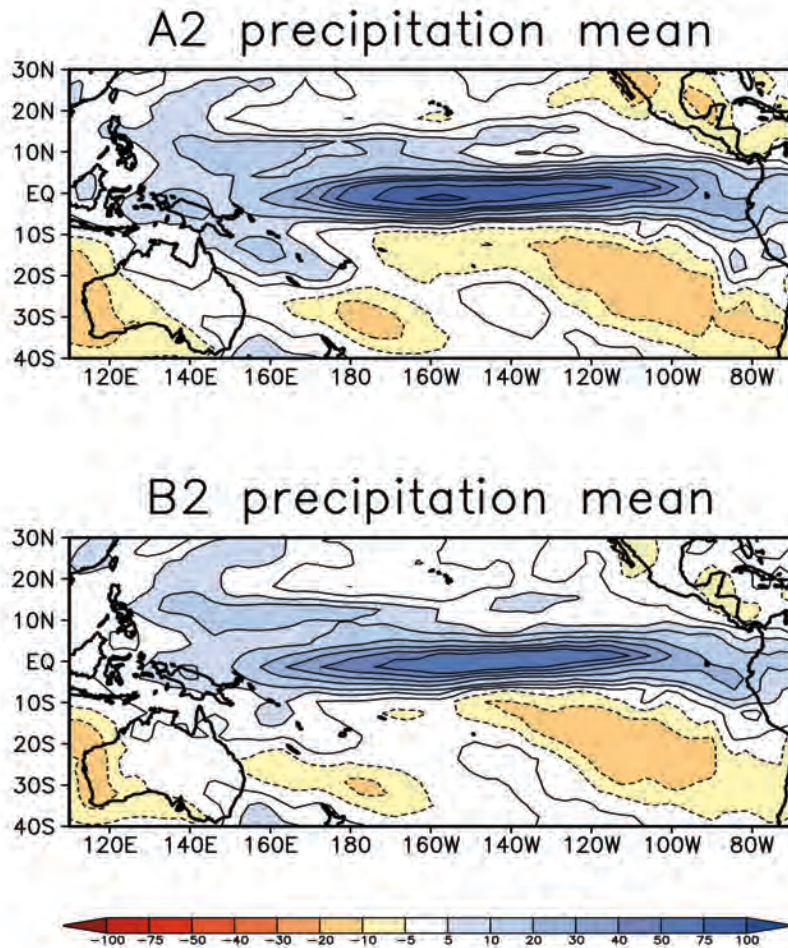 A2 precipitation mean
30N
20N
10N
EQ
10S
20S
30S
40S
120E 140E 160E 180 160W 140W 120W 100W 80W
B2 precipitation mean
30N
20N
10N
EQ
10S
20S
30S
40S
120E 140E 160E 180 160W 140W 120W 100W 80W
-100 -75 -50 -40 -30 -20 -10 -5 5 10 20 30 40 50 75 100